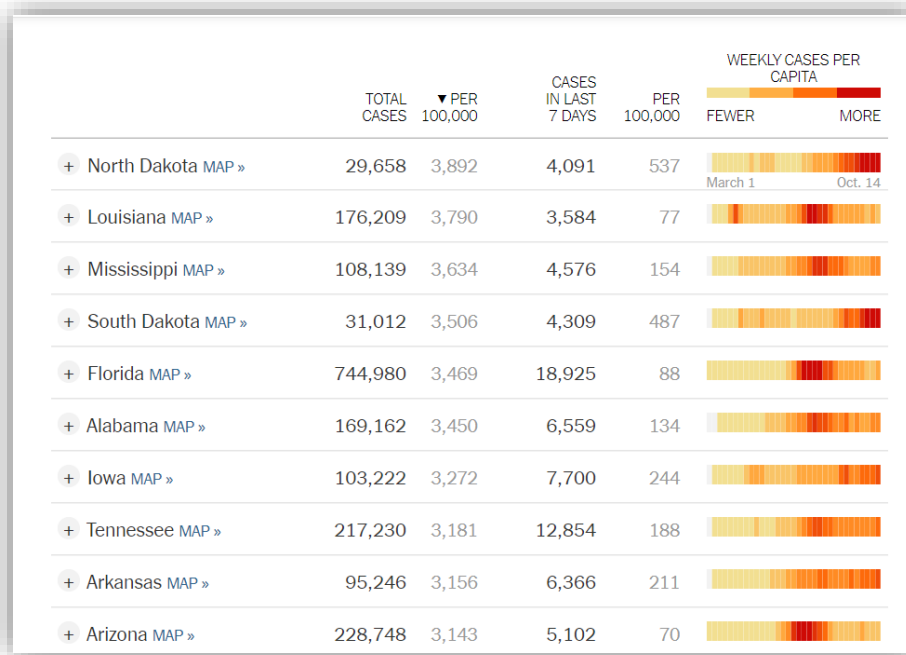 WEEKLY CASES PER
CAPITA
CASES
TOTAL ▼ PER IN LAST PER
CASES 100,000 7 DAYS 100,000 FEWER MORE
+ North Dakota MAP » 29,658 3,892 4,091 537
March 1 Oct. 14
+ Louisiana MAP » 176,209 3,790 3,584 77
+ Mississippi MAP » 108,139 3,634 4,576 154
+ South Dakota MAP » 31,012 3,506 4,309 487
+ Florida MAP » 744,980 3,469 18,925 88
+ Alabama MAP » 169,162 3,450 6,559 134
+ Iowa MAP » 103,222 3,272 7,700 244
+ Tennessee MAP » 217,230 3,181 12,854 188
+ Arkansas MAP » 95,246 3,156 6,366 211
+ Arizona MAP » 228,748 3,143 5,102 70